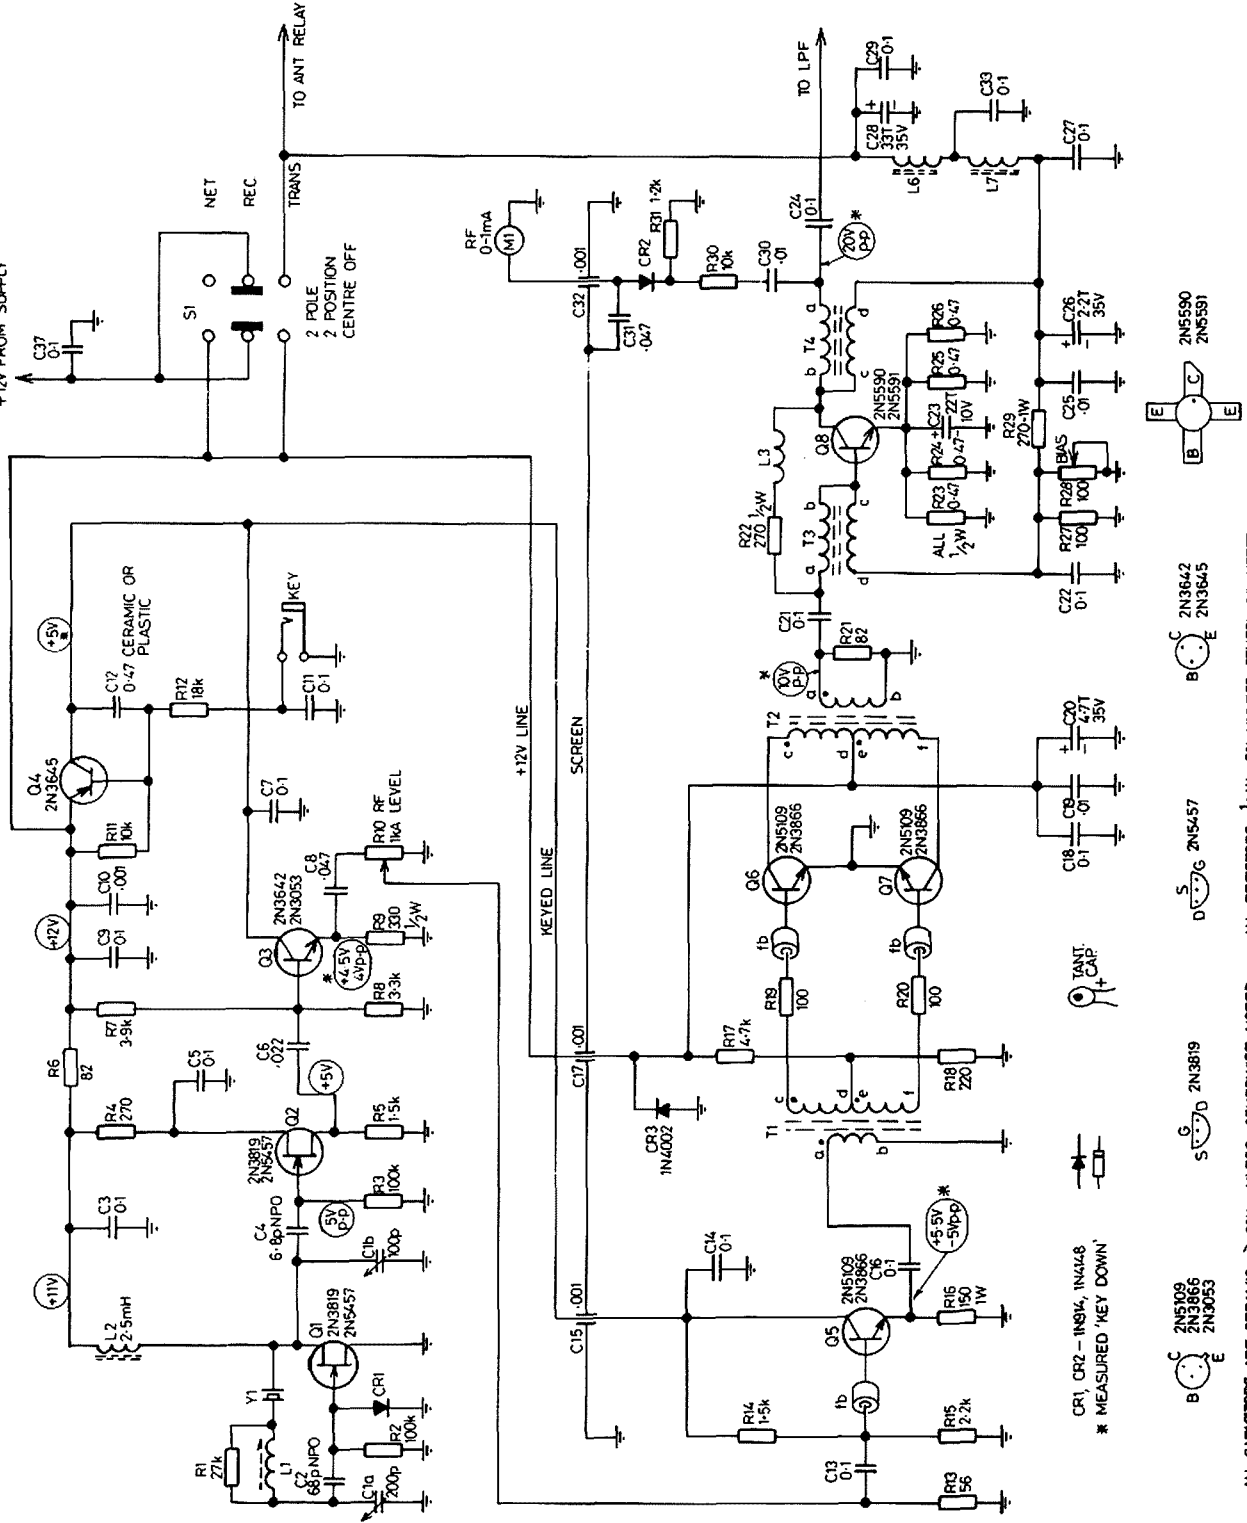 +12V FROM SUPPLY
C37
0·1
S1
NET
REC
TRANS
TO ANT RELAY
2 POLE
2 POSITION
CENTRE OFF
+11V
L2
2·5mH
C3
0·1
R4
270
R6
82
C5
0·1
R7
3·9k
+12V
C9
0·1
C10
·001
R11
10k
Q4
2N3645
+5V
*
C12
0·47 CERAMIC OR
PLASTIC
R12
18k
C11
0·1
KEY
R1
27k
L1
Y1
Q1
2N3819
2N5457
C2
68pNPO
C1a
200p
R2
100k
CR1
C4
6·8pNPO
C1b
100p
5V
p-p
R3
100k
2N3819
2N5457
Q2
+5V
R5
1·5k
C6
·022
Q3
2N3642
2N3053
*
+4·5V
4Vp-p
R8
3·3k
R9
330
1/2W
C7
0·1
C8
·047
R10 RF
1kA LEVEL
+12V LINE
KEYED LINE
SCREEN
C15
·001
C17
·001
C32
·001
RF
0-1mA
M1
C31
·047
CR2
R31 1·2k
R30
10k
C30
·01
C24
0·1
20V
p-p
*
TO LPF
C28
33T
35V
C29
0·1
L6
L7
C33
0·1
C27
0·1
C14
0·1
R14
1·5k
C13
0·1
R13
56
R15
2·2k
fb
Q5
2N5109
2N3866
C16
0·1
+5·5V
-5Vp-p
*
R16
150
1W
CR3
1N4002
T1
a
b
c
d
e
f
R17
4·7k
R18
220
R19
100
R20
100
fb
fb
Q6
2N5109
2N3866
Q7
2N5109
2N3866
T2
c
d
e
f
a
b
*
10V
p-p
R21
82
C21
0·1
C18
0·1
C19
·01
C20
4·7T
35V
R22
270 1/2W
L3
T3
a
b
c
d
Q8
2N5590
2N5591
T4
b
a
c
d
ALL
1/2W
R23
0·47
R24
0·47
C23
22T
10V
R25
0·47
R26
0·47
C22
0·1
R27
100
R28
100
BIAS
R29
270-1W
C25
·01
C26
2·2T
35V
CR1, CR2 - 1N914, 1N4148
* MEASURED 'KEY DOWN'
TANT.
CAP.
B
C
E
2N5109
2N3866
2N3053
S
G
D
2N3819
D
S
G
2N5457
B
C
E
2N3642
2N3645
B
E
C
E
2N5590
2N5591